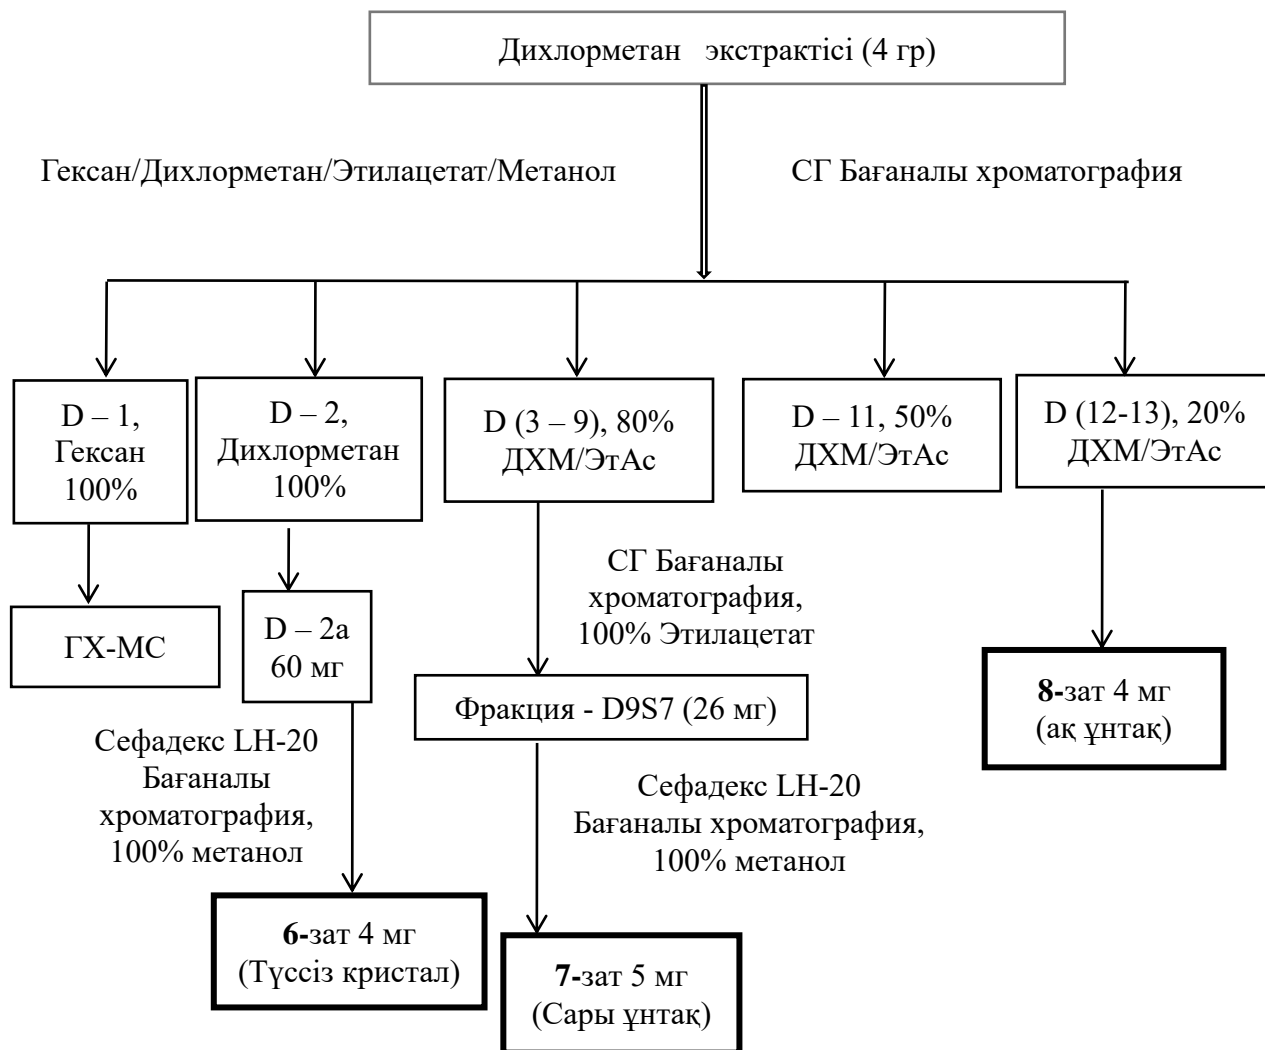 Дихлорметан экстрактісі (4 гр)
Гексан/Дихлорметан/Этилацетат/Метанол
СГ Бағаналы хроматография
D – 1,
Гексан
100%
D – 2,
Дихлорметан
100%
D (3 – 9), 80%
ДХМ/ЭтАс
D – 11, 50%
ДХМ/ЭтАс
D (12-13), 20%
ДХМ/ЭтАс
СГ Бағаналы
хроматография,
100% Этилацетат
ГХ-МС
D – 2a
60 мг
Фракция - D9S7 (26 мг)
8-зат 4 мг
(ақ ұнтақ)
Сефадекс LH-20
Бағаналы
хроматография,
100% метанол
Сефадекс LH-20
Бағаналы хроматография,
100% метанол
6-зат 4 мг
(Түссіз кристал)
7-зат 5 мг
(Сары ұнтақ)